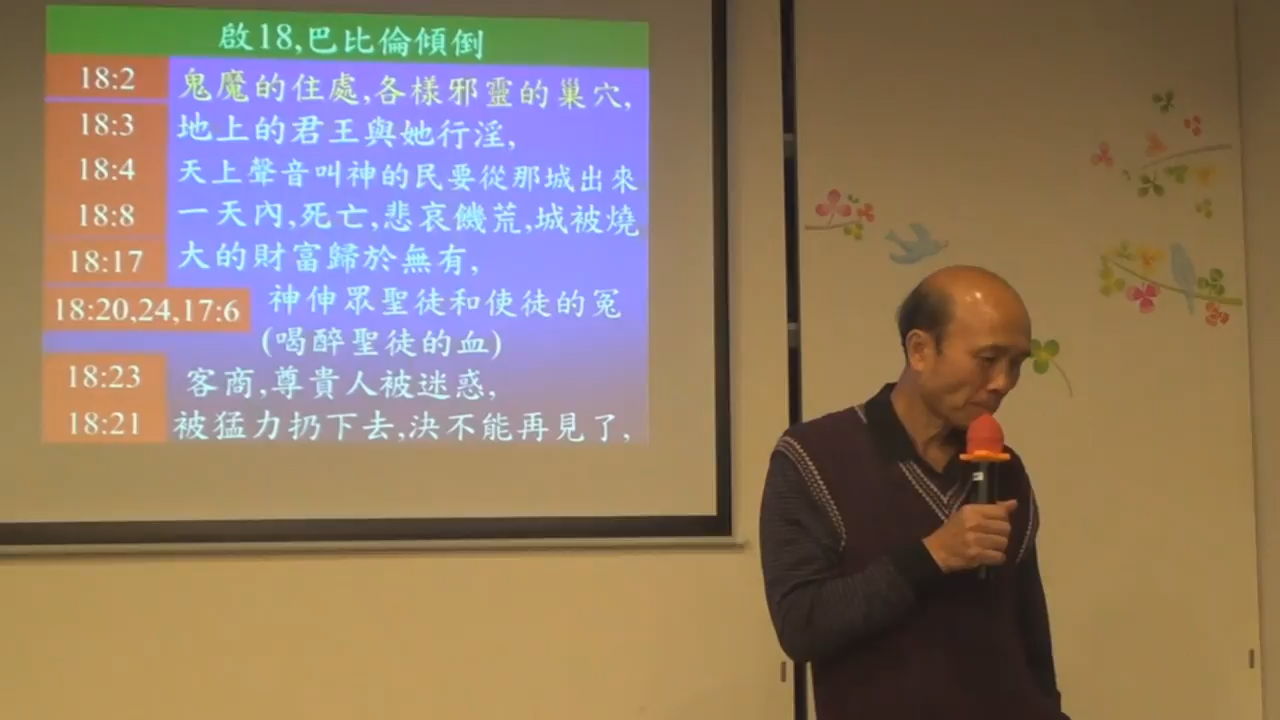 啟18,巴比倫傾倒
18:2 鬼魔的住處,各樣邪靈的巢穴,
18:3 地上的君王與她行淫,
18:4 天上聲音叫神的民要從那城出來
18:8 一天內,死亡,悲哀饑荒,城被燒
18:17 大的財富歸於無有,
18:20,24,17:6 神伸眾聖徒和使徒的冤
(喝醉聖徒的血)
18:23 客商,尊貴人被迷惑,
18:21 被猛力扔下去,決不能再見了,